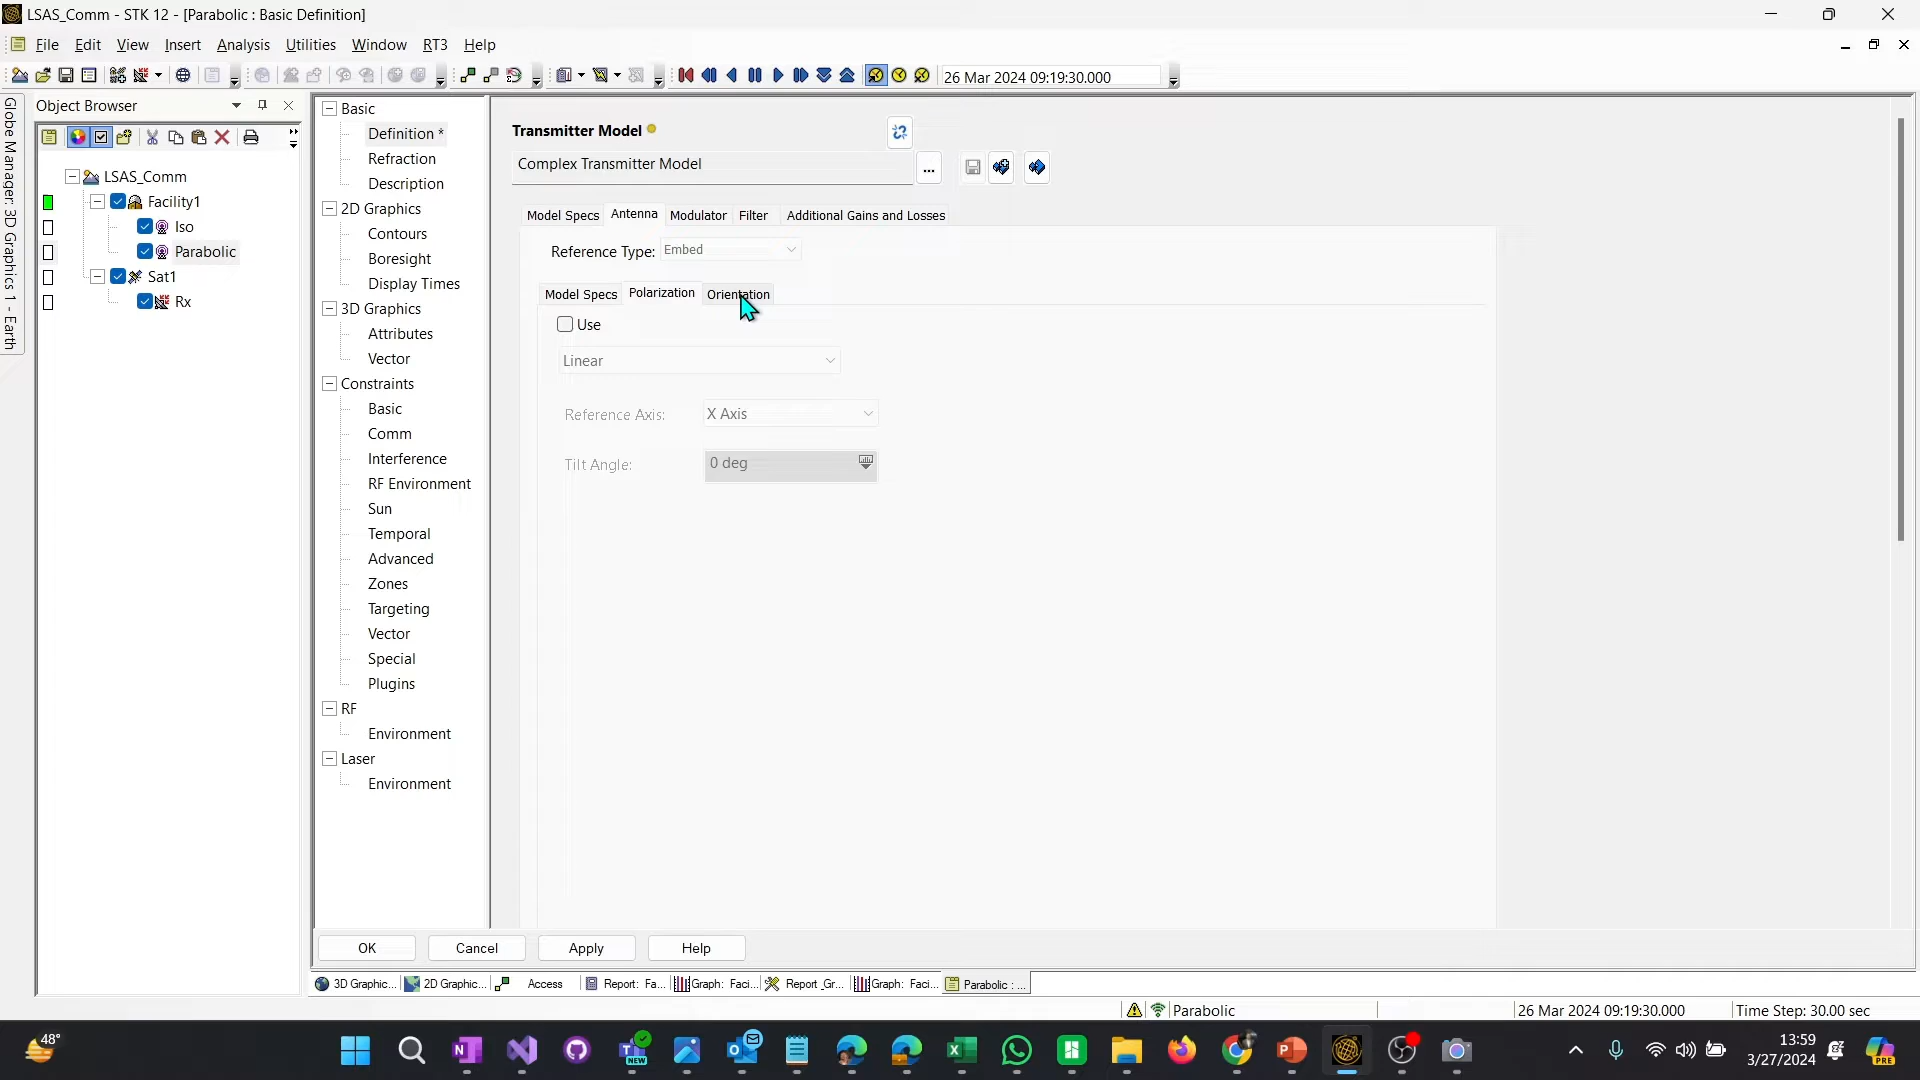 LSAS_Comm - STK 12 - [Parabolic : Basic Definition]
File Edit View Insert Analysis Utilities Window RT3 Help
26 Mar 2024 09:19:30.000
Globe Manager: 3D Graphics 1 - Earth
Object Browser
LSAS_Comm
Facility1
Iso
Parabolic
Sat1
Rx
Basic
Definition *
Refraction
Description
2D Graphics
Contours
Boresight
Display Times
3D Graphics
Attributes
Vector
Constraints
Basic
Comm
Interference
RF Environment
Sun
Temporal
Advanced
Zones
Targeting
Vector
Special
Plugins
RF
Environment
Laser
Environment
Transmitter Model
Complex Transmitter Model
...
Model Specs Antenna Modulator Filter Additional Gains and Losses
Reference Type: Embed
Model Specs Polarization Orientation
Use
Linear
Reference Axis: X Axis
Tilt Angle: 0 deg
OK Cancel Apply Help
3D Graphic... 2D Graphic... Access Report: Fa... Graph: Faci... Report_Gr... Graph: Faci... Parabolic : ...
Parabolic 26 Mar 2024 09:19:30.000 Time Step: 30.00 sec
48°
NEW
13:59
3/27/2024
PRE